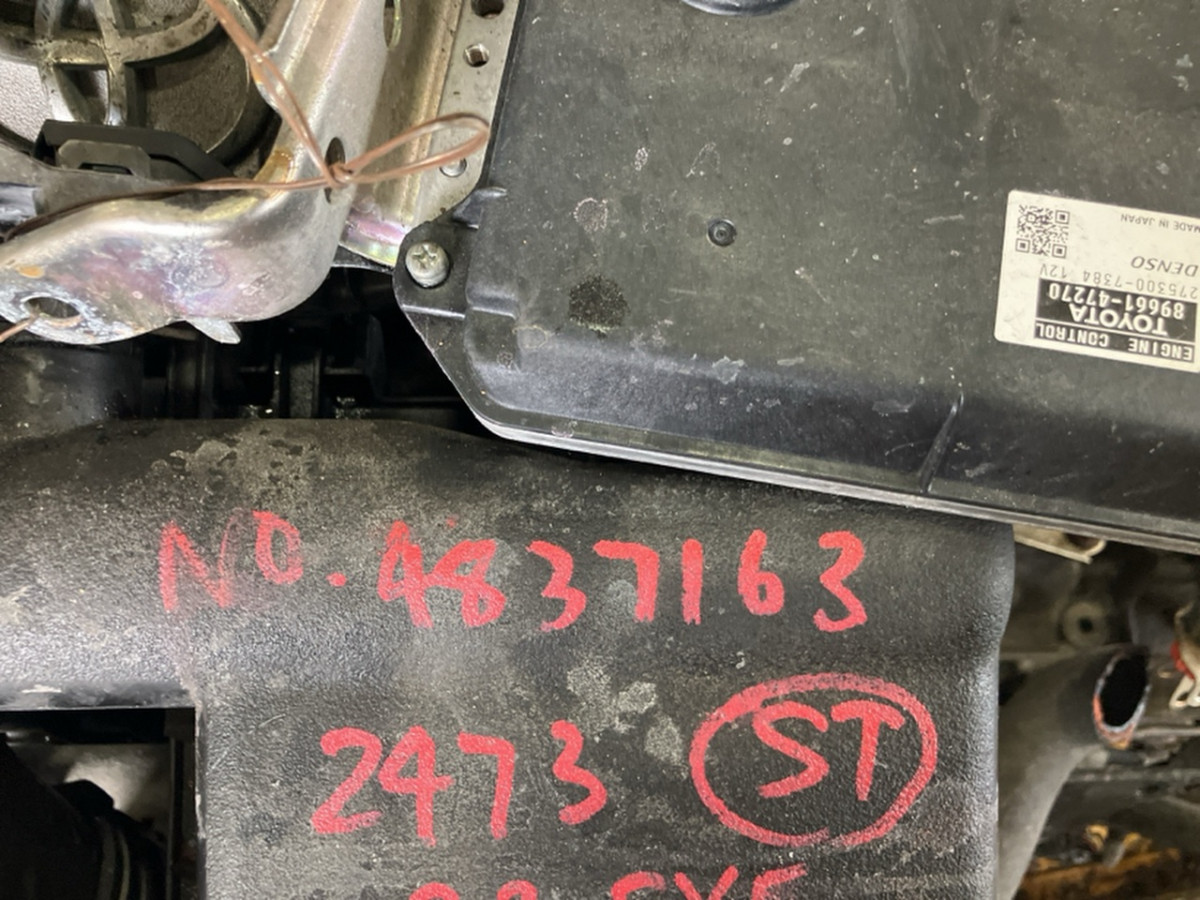 MADE IN JAPAN
DENSO
275300-7384 12V
89661-47270
TOYOTA
ENGINE CONTROL
NO. 4837163
2473 ST